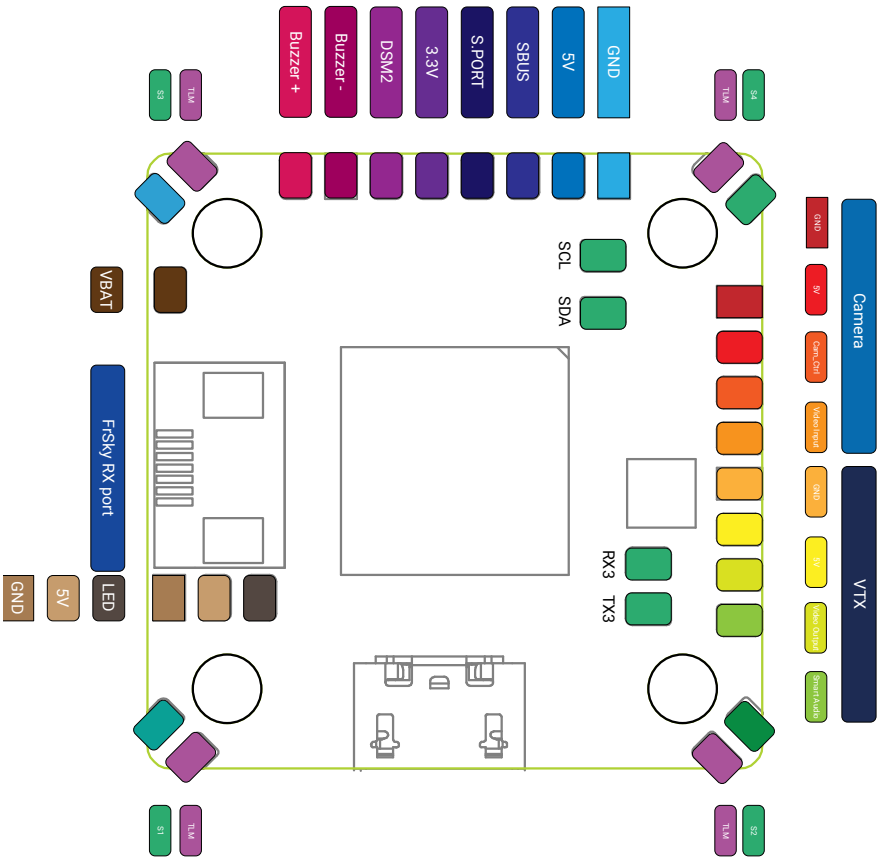 Buzzer +
Buzzer -
DSM2
3.3V
S.PORT
SBUS
5V
GND
S3
TLM
TLM
S4
GND
5V
Cam_Ctrl
Video Input
Camera
SCL
SDA
VBAT
FrSky RX port
GND
5V
Video Output
Smart Audio
VTX
RX3
TX3
GND
5V
LED
S1
TLM
TLM
S2